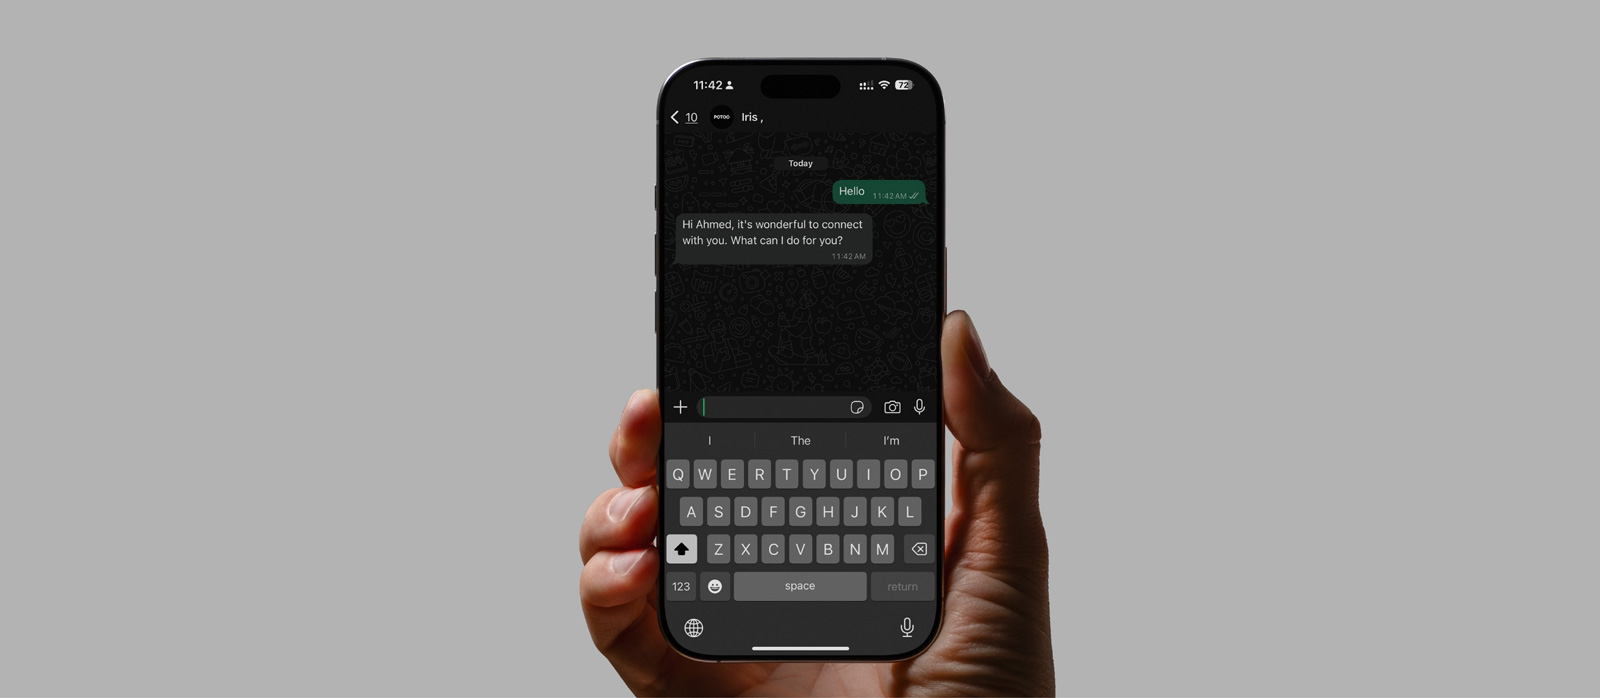 11:42
72
10
POTOO
Iris ,
Today
Hello
11:42 AM
Hi Ahmed, it's wonderful to connect
with you. What can I do for you?
11:42 AM
I The I'm
Q W E R T Y U I O P
A S D F G H J K L
Z X C V B N M
123 space return